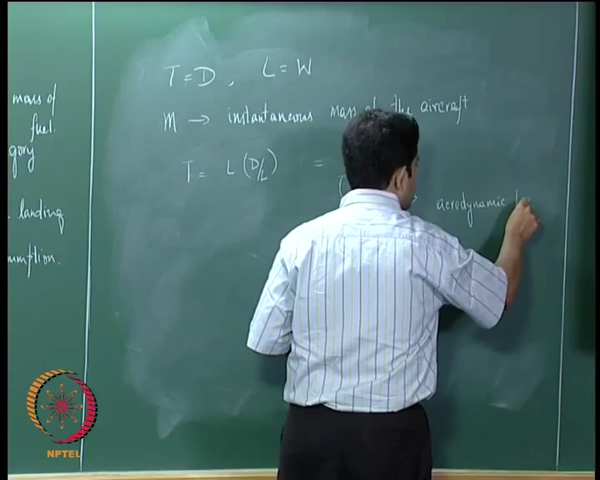 mass of
fuel.
gory
landing
umption.
T = D , L = W
M → instantaneous mass of the aircraft
T = L (D/L) =
aerodynamic
NPTEL